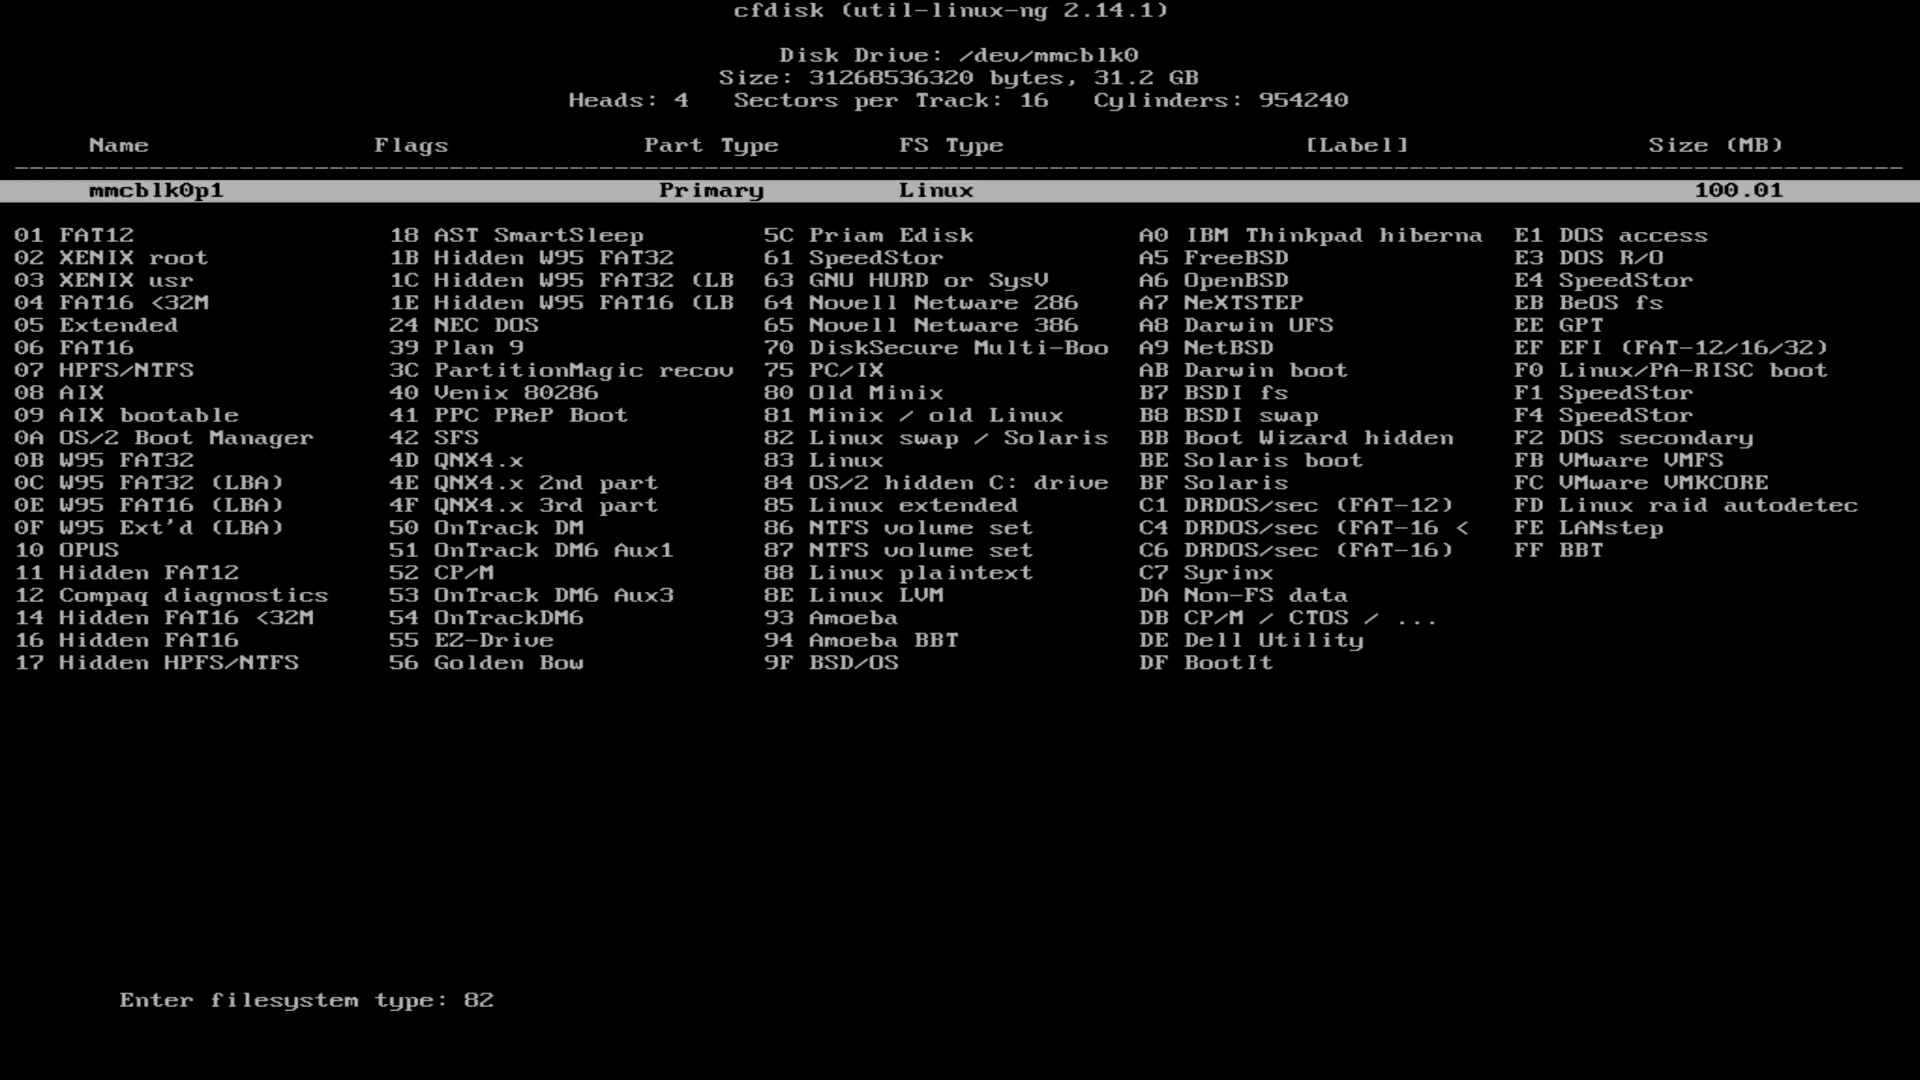 cfdisk (util-linux-ng 2.14.1)
Disk Drive: /dev/mmcblk0
Size: 31268536320 bytes, 31.2 GB
Heads: 4   Sectors per Track: 16   Cylinders: 954240
Name   Flags   Part Type   FS Type   [Label]   Size (MB)
mmcblk0p1   Primary   Linux   100.01
01 FAT12   18 AST SmartSleep   5C Priam Edisk   A0 IBM Thinkpad hiberna   E1 DOS access
02 XENIX root   1B Hidden W95 FAT32   61 SpeedStor   A5 FreeBSD   E3 DOS R/O
03 XENIX usr   1C Hidden W95 FAT32 (LB   63 GNU HURD or SysV   A6 OpenBSD   E4 SpeedStor
04 FAT16 <32M   1E Hidden W95 FAT16 (LB   64 Novell Netware 286   A7 NeXTSTEP   EB BeOS fs
05 Extended   24 NEC DOS   65 Novell Netware 386   A8 Darwin UFS   EE GPT
06 FAT16   39 Plan 9   70 DiskSecure Multi-Boo   A9 NetBSD   EF EFI (FAT-12/16/32)
07 HPFS/NTFS   3C PartitionMagic recov   75 PC/IX   AB Darwin boot   F0 Linux/PA-RISC boot
08 AIX   40 Venix 80286   80 Old Minix   B7 BSDI fs   F1 SpeedStor
09 AIX bootable   41 PPC PReP Boot   81 Minix / old Linux   B8 BSDI swap   F4 SpeedStor
0A OS/2 Boot Manager   42 SFS   82 Linux swap / Solaris   BB Boot Wizard hidden   F2 DOS secondary
0B W95 FAT32   4D QNX4.x   83 Linux   BE Solaris boot   FB VMware VMFS
0C W95 FAT32 (LBA)   4E QNX4.x 2nd part   84 OS/2 hidden C: drive   BF Solaris   FC VMware VMKCORE
0E W95 FAT16 (LBA)   4F QNX4.x 3rd part   85 Linux extended   C1 DRDOS/sec (FAT-12)   FD Linux raid autodetec
0F W95 Ext'd (LBA)   50 OnTrack DM   86 NTFS volume set   C4 DRDOS/sec (FAT-16 <   FE LANstep
10 OPUS   51 OnTrack DM6 Aux1   87 NTFS volume set   C6 DRDOS/sec (FAT-16)   FF BBT
11 Hidden FAT12   52 CP/M   88 Linux plaintext   C7 Syrinx
12 Compaq diagnostics   53 OnTrack DM6 Aux3   8E Linux LVM   DA Non-FS data
14 Hidden FAT16 <32M   54 OnTrackDM6   93 Amoeba   DB CP/M / CTOS / ...
16 Hidden FAT16   55 EZ-Drive   94 Amoeba BBT   DE Dell Utility
17 Hidden HPFS/NTFS   56 Golden Bow   9F BSD/OS   DF BootIt
Enter filesystem type: 82